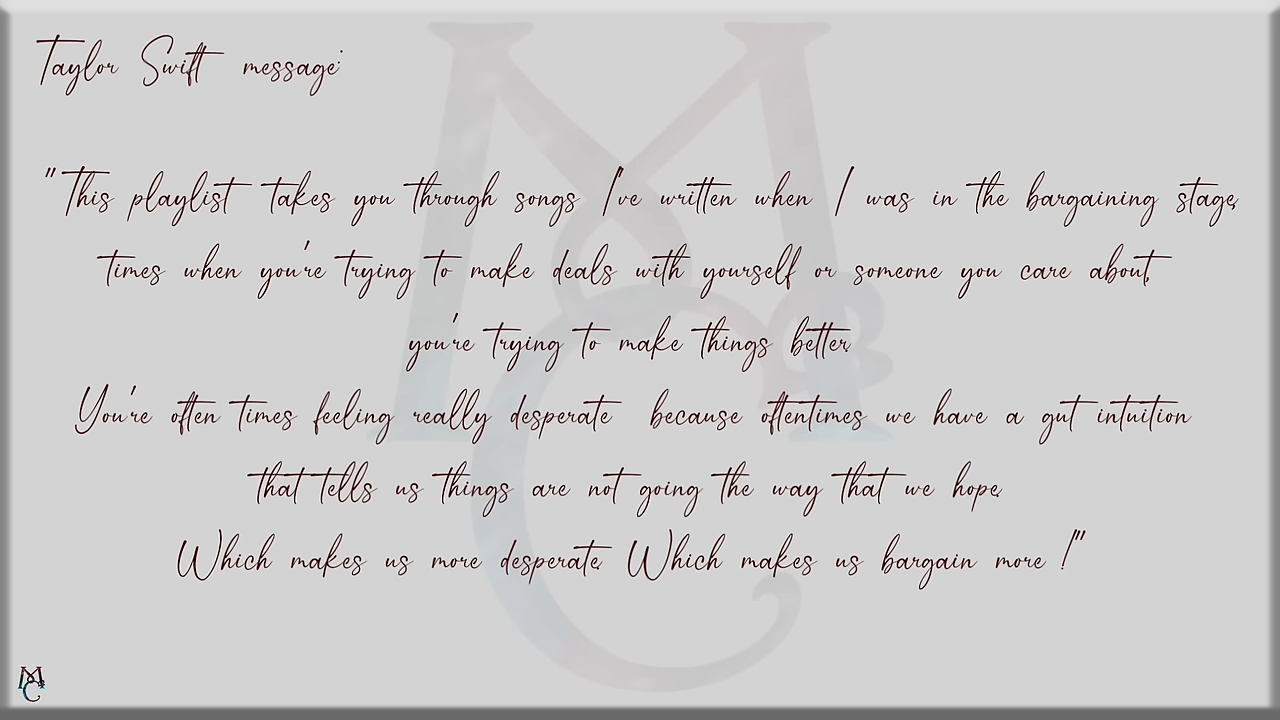 Taylor Swift message:
"This playlist takes you through songs I've written when I was in the bargaining stage,
times when you're trying to make deals with yourself or someone you care about,
you're trying to make things better.
You're often times feeling really desperate because oftentimes we have a gut intuition
that tells us things are not going the way that we hope.
Which makes us more desperate. Which makes us bargain more !"
MC